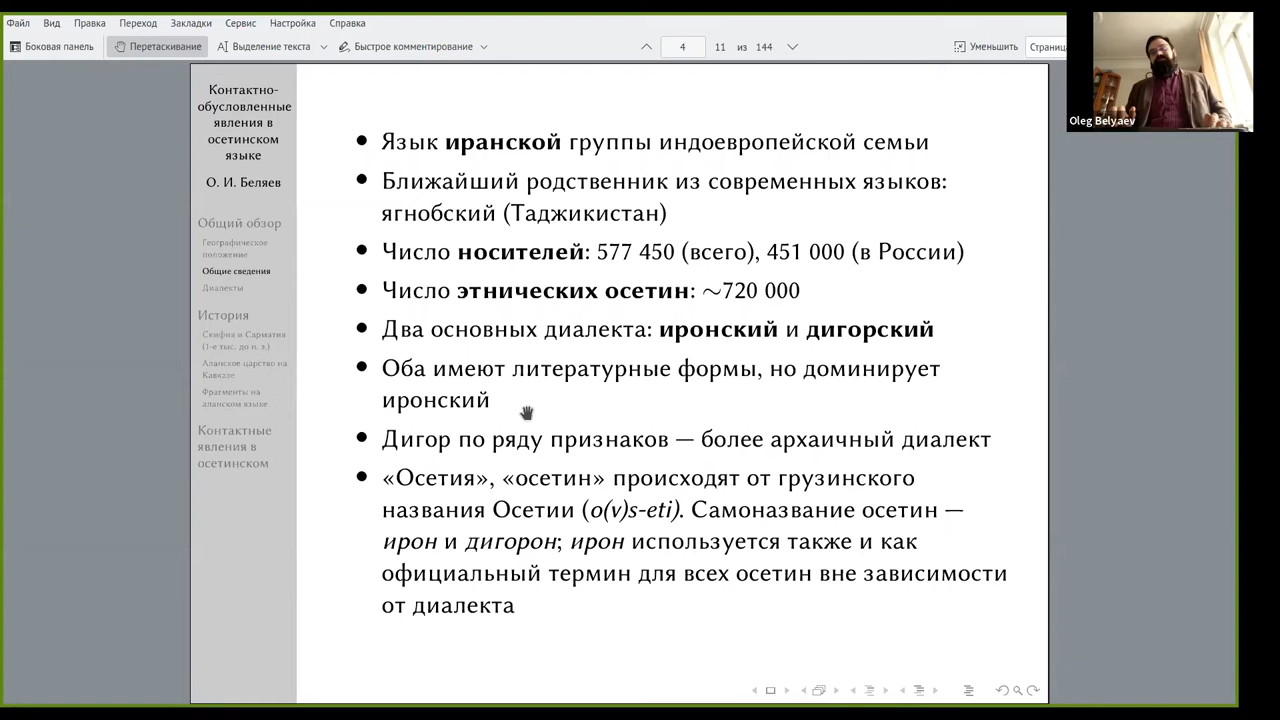 Файл Вид Правка Переход Закладки Сервис Настройка Справка
Боковая панель Перетаскивание Выделение текста Быстрое комментирование 4 11 из 144 Уменьшить Страница
Oleg Belyaev
Контактно-
обусловленные
явления в
осетинском
языке
О. И. Беляев
Общий обзор
Географическое
положение
Общие сведения
Диалекты
История
Скифия и Сарматия
(1-е тыс. до н. э.)
Аланское царство на
Кавказе
Фрагменты на
аланском языке
Контактные
явления в
осетинском
• Язык иранской группы индоевропейской семьи
• Ближайший родственник из современных языков:
ягнобский (Таджикистан)
• Число носителей: 577 450 (всего), 451 000 (в России)
• Число этнических осетин: ~720 000
• Два основных диалекта: иронский и дигорский
• Оба имеют литературные формы, но доминирует
иронский
• Дигор по ряду признаков — более архаичный диалект
• «Осетия», «осетин» происходят от грузинского
названия Осетии (o(v)s-eti). Самоназвание осетин —
ирон и дигорон; ирон используется также и как
официальный термин для всех осетин вне зависимости
от диалекта